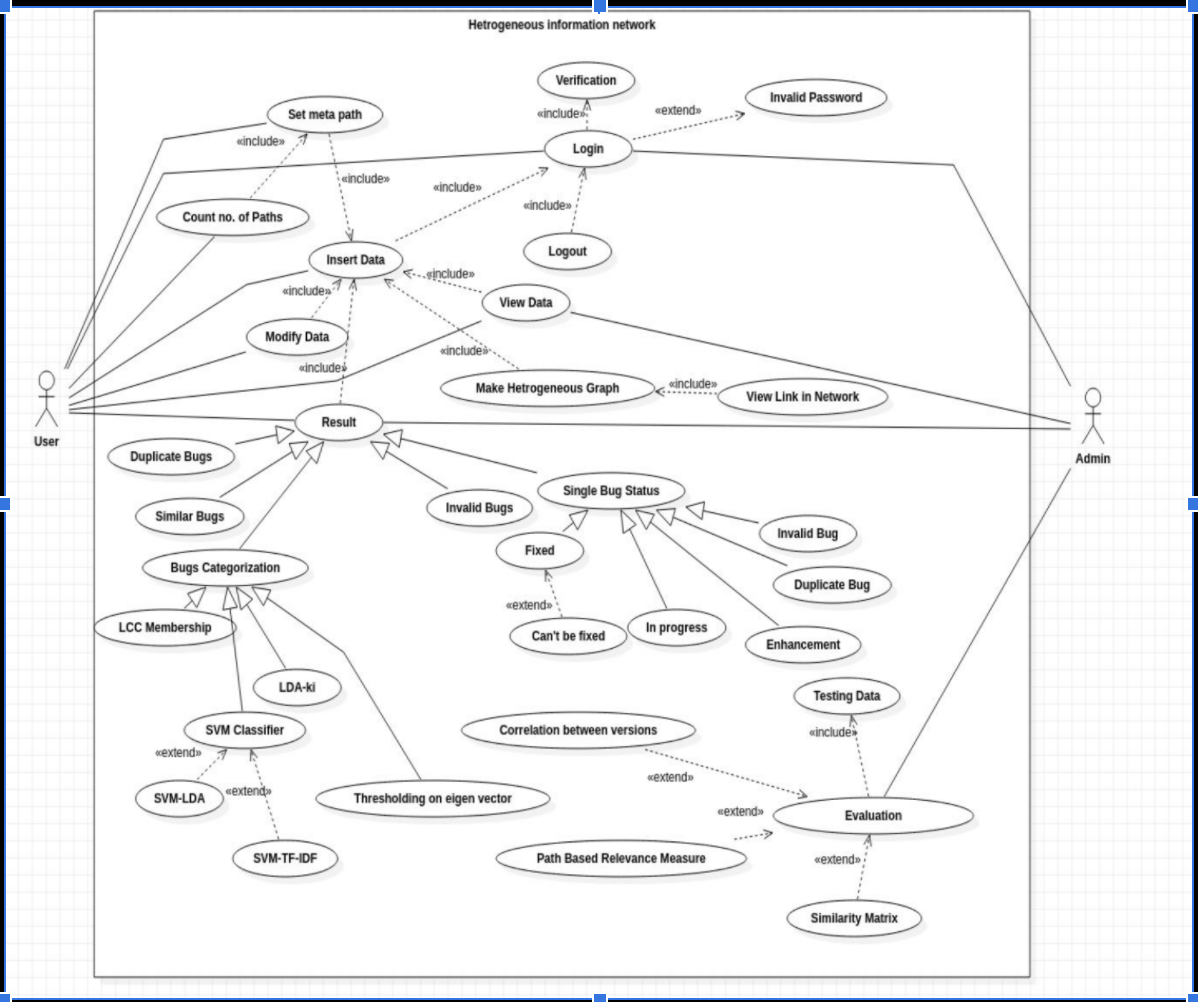 Hetrogeneous information network
Verification
Invalid Password
«include»
«extend»
Set meta path
«include»
Login
«include»
«include»
«include»
Count no. of Paths
Logout
Insert Data
«include»
«include»
View Data
Modify Data
«include»
«include»
Make Hetrogeneous Graph
«include»
View Link in Network
User
Admin
Result
Duplicate Bugs
Similar Bugs
Invalid Bugs
Single Bug Status
Invalid Bug
Fixed
Bugs Categorization
Duplicate Bug
«extend»
LCC Membership
Can't be fixed
In progress
Enhancement
LDA-ki
Testing Data
SVM Classifier
Correlation between versions
«include»
«extend»
«extend»
SVM-LDA
«extend»
Thresholding on eigen vector
«extend»
Evaluation
SVM-TF-IDF
Path Based Relevance Measure
«extend»
Similarity Matrix